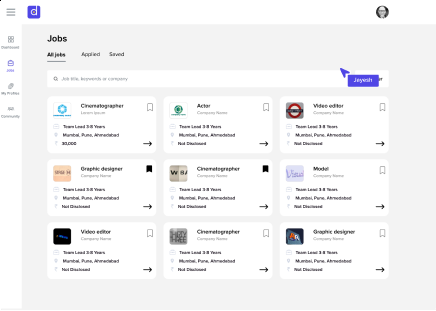 d
Dashboard
Jobs
My Profiles
Community
Jobs
All jobs Applied Saved
Job title, keywords or company
Jayesh
Cinematographer
Lorem Ipsum
Team Lead 3-8 Years
Mumbai, Pune, Ahmedabad
30,000
Actor
Company Name
Team Lead 3-8 Years
Mumbai, Pune, Ahmedabad
Not Disclosed
Video editor
Company Name
Team Lead 3-8 Years
Mumbai, Pune, Ahmedabad
Not Disclosed
Graphic designer
Company Name
Team Lead 3-8 Years
Mumbai, Pune, Ahmedabad
Not Disclosed
Cinematographer
Company Name
Team Lead 3-8 Years
Mumbai, Pune, Ahmedabad
Not Disclosed
Model
Company Name
Team Lead 3-8 Years
Mumbai, Pune, Ahmedabad
Not Disclosed
Video editor
Company Name
Team Lead 3-8 Years
Mumbai, Pune, Ahmedabad
Not Disclosed
Cinematographer
Company Name
Team Lead 3-8 Years
Mumbai, Pune, Ahmedabad
Not Disclosed
Graphic designer
Company Name
Team Lead 3-8 Years
Mumbai, Pune, Ahmedabad
Not Disclosed